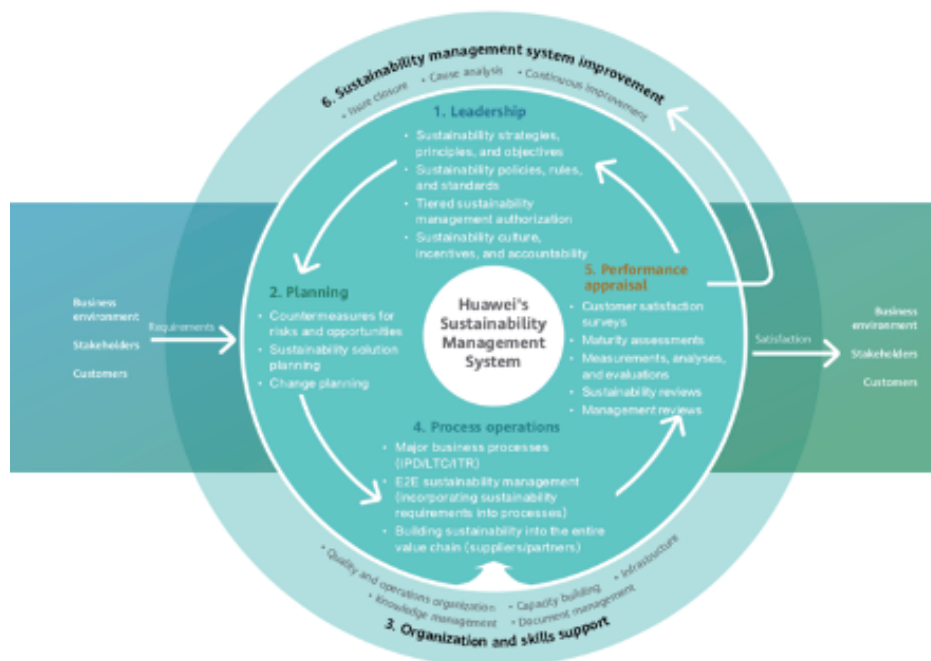 6. Sustainability management system improvement
• Issue closure • Cause analysis • Continuous improvement
1. Leadership
• Sustainability strategies,
principles, and objectives
• Sustainability policies, rules,
and standards
• Tiered sustainability
management authorization
• Sustainability culture,
incentives, and accountability
2. Planning
• Countermeasures for
risks and opportunities
• Sustainability solution
planning
• Change planning
Huawei's
Sustainability
Management
System
5. Performance
appraisal
• Customer satisfaction
surveys
• Maturity assessments
• Measurements, analyses,
and evaluations
• Sustainability reviews
• Management reviews
Business
environment
Stakeholders
Customers
Requirements
Satisfaction
Business
environment
Stakeholders
Customers
4. Process operations
• Major business processes
(IPD/LTC/ITR)
• E2E sustainability management
(incorporating sustainability
requirements into processes)
• Building sustainability into the entire
value chain (suppliers/partners)
• Quality and operations organization • Capacity building • Infrastructure
• Knowledge management • Document management
3. Organization and skills support